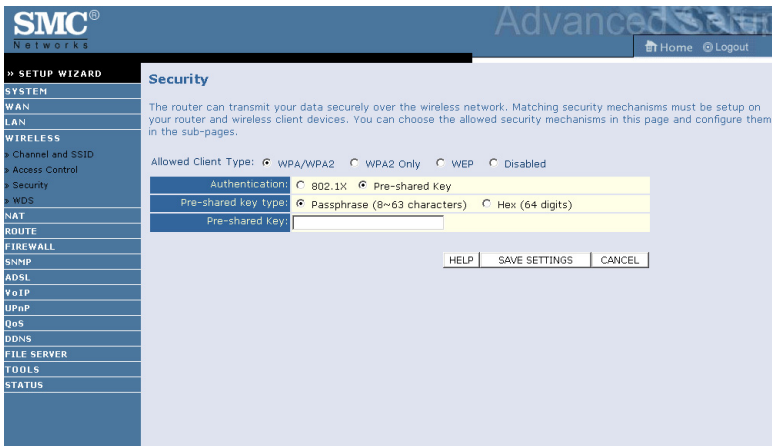 SMC®
Networks
Advanced Setup
Home Logout
» SETUP WIZARD
SYSTEM
WAN
LAN
WIRELESS
» Channel and SSID
» Access Control
» Security
» WDS
NAT
ROUTE
FIREWALL
SNMP
ADSL
VoIP
UPnP
QoS
DDNS
FILE SERVER
TOOLS
STATUS
Security
The router can transmit your data securely over the wireless network. Matching security mechanisms must be setup on
your router and wireless client devices. You can choose the allowed security mechanisms in this page and configure them
in the sub-pages.
Allowed Client Type: WPA/WPA2 WPA2 Only WEP Disabled
Authentication: 802.1X Pre-shared Key
Pre-shared key type: Passphrase (8~63 characters) Hex (64 digits)
Pre-shared Key:
HELP SAVE SETTINGS CANCEL